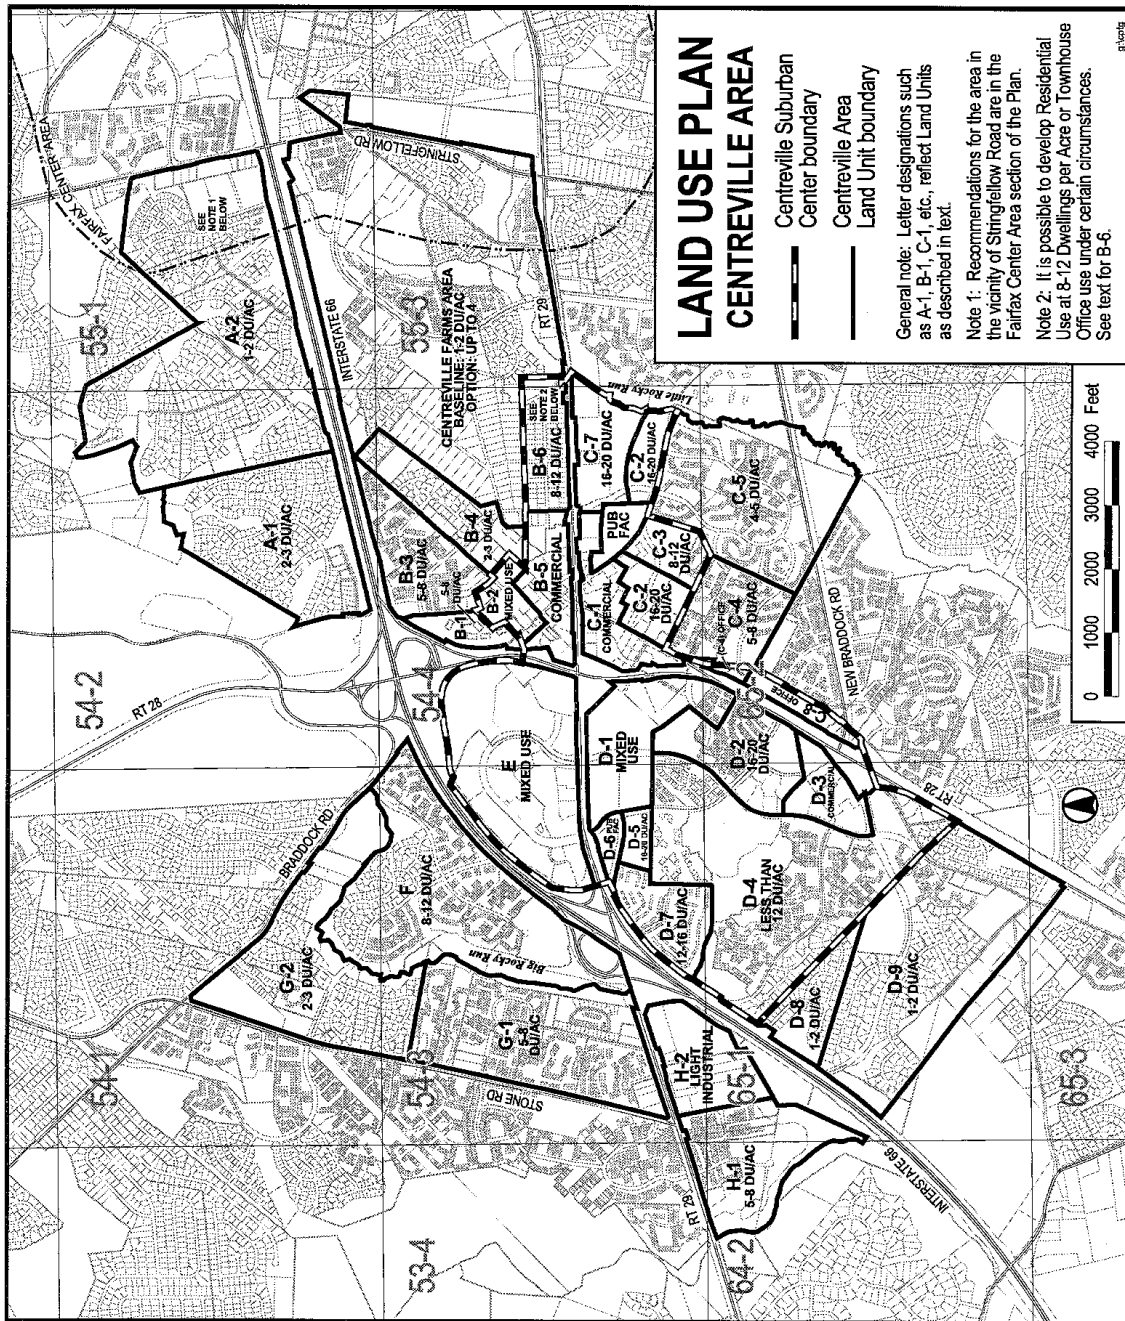 LAND USE PLAN
CENTREVILLE AREA
Centreville Suburban
Center boundary
Centreville Area
Land Unit boundary
General note: Letter designations such
as A-1, B-1, C-1, etc., reflect Land Units
as described in text.
Note 1: Recommendations for the area in
the vicinity of Stringfellow Road are in the
Fairfax Center Area section of the Plan.
Note 2: It is possible to develop Residential
Use at 8-12 Dwellings per Acre or Townhouse
Office use under certain circumstances.
See text for B-6.
0 1000 2000 3000 4000 Feet
54-1
54-2
55-1
FAIRFAX CENTER AREA
SEE
NOTE 1
BELOW
A-2
1-2 DU/AC
A-1
2-3 DU/AC
RT 28
INTERSTATE 66
STRINGFELLOW RD
BRADDOCK RD
G-2
2-3 DU/AC
53-4
54-3
54-4
55-3
F
8-12 DU/AC
Big Rocky Run
G-1
5-8
DU/AC
STONE RD
E
MIXED USE
B-3
5-8 DU/AC
5-8
DU/AC
B-1
B-2
MIXED USE
B-4
2-3 DU/AC
CENTREVILLE FARMS AREA
BASELINE: 1-2 DU/AC
OPTION: UP TO 4
B-5
COMMERCIAL
B-6
8-12 DU/AC
SEE
NOTE 2
BELOW
RT 29
C-1
COMMERCIAL
PUB
FAC
C-7
16-20 DU/AC
C-2
16-20 DU/AC
Little Rocky Run
C-2
16-20
DU/AC
C-3
8-12
DU/AC
(C-4) OFFICE
C-4
5-8 DU/AC
C-5
4-5 DU/AC
C-8 OFFICE
NEW BRADDOCK RD
D-1
MIXED
USE
D-2
16-20
DU/AC
D-3
COMMERCIAL
D-6
PUB
FAC
D-5
16-20 DU/AC
D-7
12-16 DU/AC
D-4
LESS THAN
12 DU/AC
D-8
1-2 DU/AC
D-9
1-2 DU/AC
RT 28
H-2
LIGHT
INDUSTRIAL
H-1
5-8 DU/AC
RT 29
INTERSTATE 66
64-2
65-1
65-3